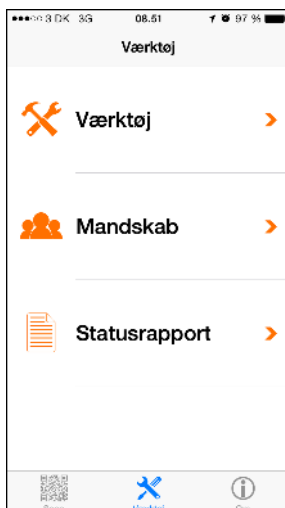 3 DK 3G 08.51 97 %
Værktøj
Værktøj
Mandskab
Statusrapport